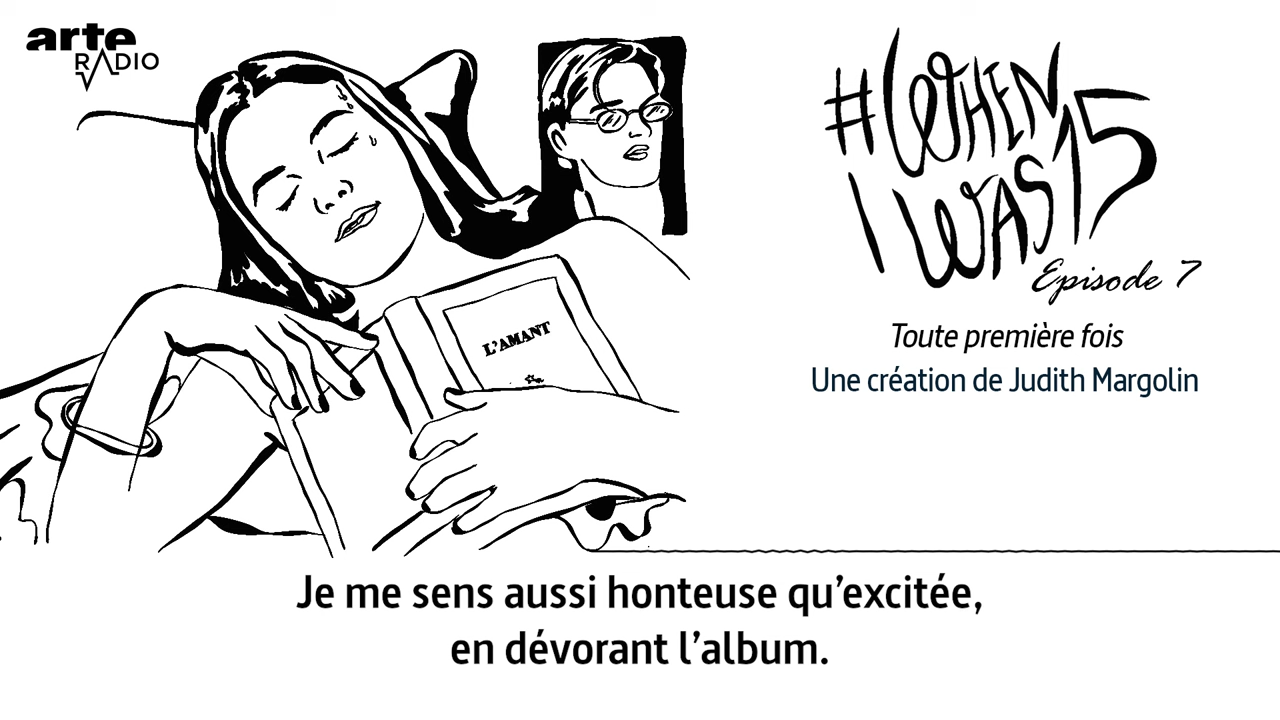 arte
RADIO
#WHEN
I WAS 15
Episode 7
Toute première fois
Une création de Judith Margolin
L'AMANT
Je me sens aussi honteuse qu’excitée,
en dévorant l’album.